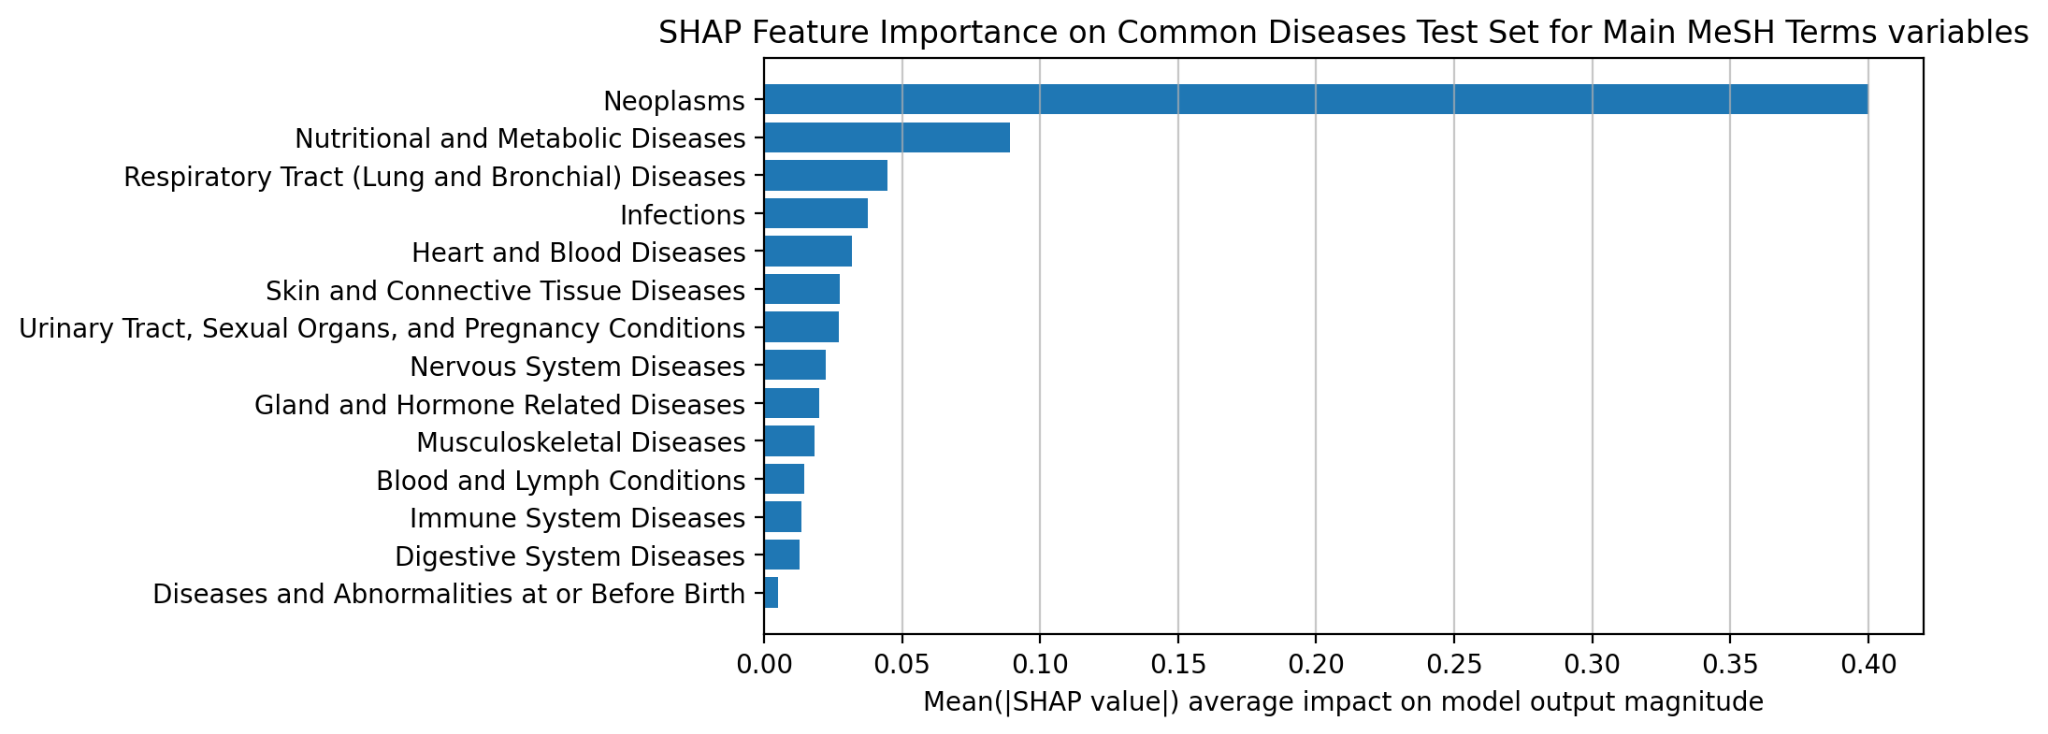 SHAP Feature Importance on Common Diseases Test Set for Main MeSH Terms variables
Neoplasms
Nutritional and Metabolic Diseases
Respiratory Tract (Lung and Bronchial) Diseases
Infections
Heart and Blood Diseases
Skin and Connective Tissue Diseases
Urinary Tract, Sexual Organs, and Pregnancy Conditions
Nervous System Diseases
Gland and Hormone Related Diseases
Musculoskeletal Diseases
Blood and Lymph Conditions
Immune System Diseases
Digestive System Diseases
Diseases and Abnormalities at or Before Birth
0.00 0.05 0.10 0.15 0.20 0.25 0.30 0.35 0.40
Mean(|SHAP value|) average impact on model output magnitude